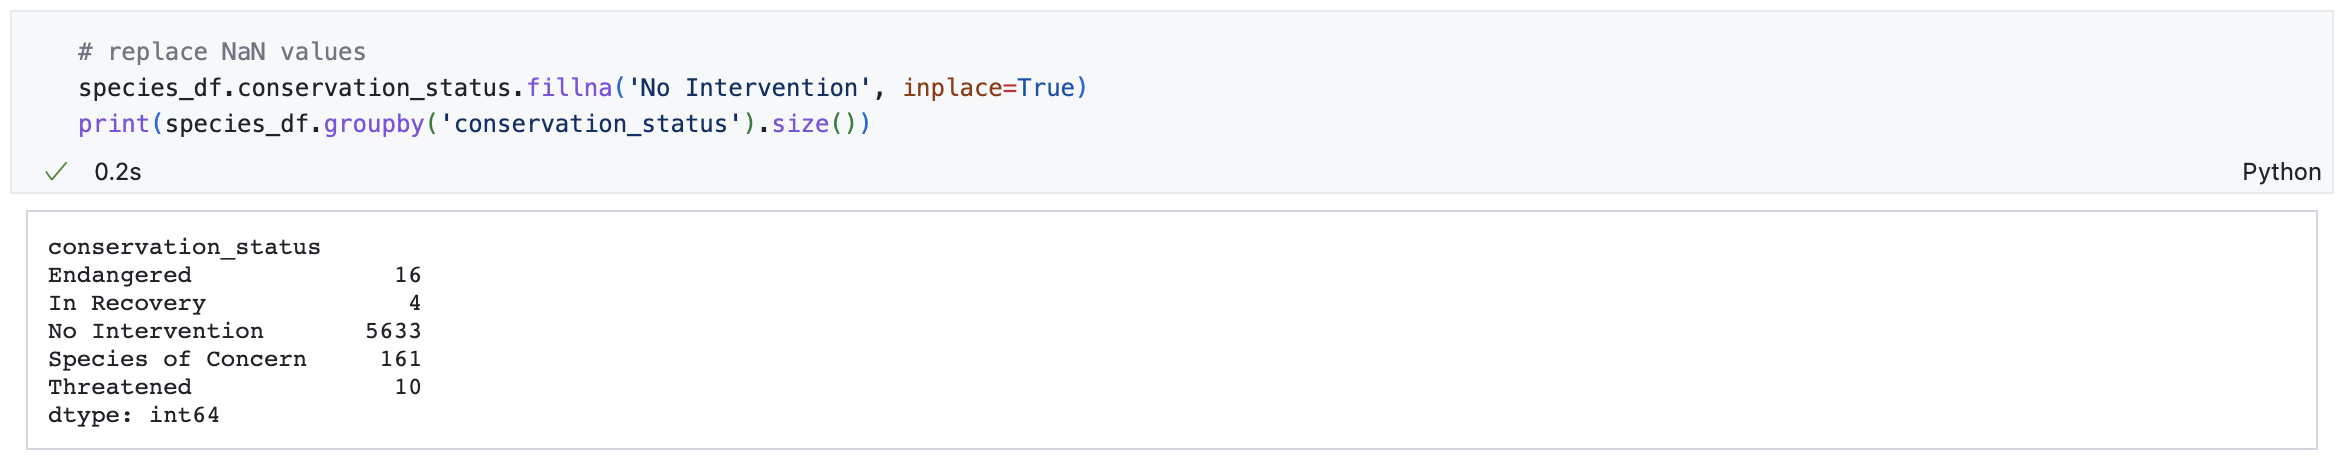 # replace NaN values
species_df.conservation_status.fillna('No Intervention', inplace=True)
print(species_df.groupby('conservation_status').size())
0.2s
Python
conservation_status
Endangered 16
In Recovery 4
No Intervention 5633
Species of Concern 161
Threatened 10
dtype: int64